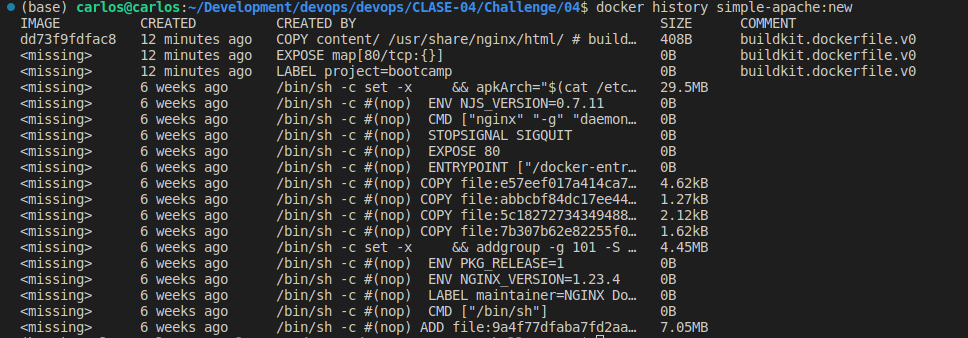 (base) carlos@carlos:~/Development/devops/devops/CLASE-04/Challenge/04$ docker history simple-apache:new
IMAGE CREATED CREATED BY SIZE COMMENT
dd73f9fdfac8 12 minutes ago COPY content/ /usr/share/nginx/html/ # build… 408B buildkit.dockerfile.v0
<missing> 12 minutes ago EXPOSE map[80/tcp:{}] 0B buildkit.dockerfile.v0
<missing> 12 minutes ago LABEL project=bootcamp 0B buildkit.dockerfile.v0
<missing> 6 weeks ago /bin/sh -c set -x && apkArch="$(cat /etc… 29.5MB
<missing> 6 weeks ago /bin/sh -c #(nop) ENV NJS_VERSION=0.7.11 0B
<missing> 6 weeks ago /bin/sh -c #(nop) CMD ["nginx" "-g" "daemon… 0B
<missing> 6 weeks ago /bin/sh -c #(nop) STOPSIGNAL SIGQUIT 0B
<missing> 6 weeks ago /bin/sh -c #(nop) EXPOSE 80 0B
<missing> 6 weeks ago /bin/sh -c #(nop) ENTRYPOINT ["/docker-entr… 0B
<missing> 6 weeks ago /bin/sh -c #(nop) COPY file:e57eef017a414ca7… 4.62kB
<missing> 6 weeks ago /bin/sh -c #(nop) COPY file:abbcbf84dc17ee44… 1.27kB
<missing> 6 weeks ago /bin/sh -c #(nop) COPY file:5c18272734349488… 2.12kB
<missing> 6 weeks ago /bin/sh -c #(nop) COPY file:7b307b62e82255f0… 1.62kB
<missing> 6 weeks ago /bin/sh -c set -x && addgroup -g 101 -S … 4.45MB
<missing> 6 weeks ago /bin/sh -c #(nop) ENV PKG_RELEASE=1 0B
<missing> 6 weeks ago /bin/sh -c #(nop) ENV NGINX_VERSION=1.23.4 0B
<missing> 6 weeks ago /bin/sh -c #(nop) LABEL maintainer=NGINX Do… 0B
<missing> 6 weeks ago /bin/sh -c #(nop) CMD ["/bin/sh"] 0B
<missing> 6 weeks ago /bin/sh -c #(nop) ADD file:9a4f77dfaba7fd2aa… 7.05MB